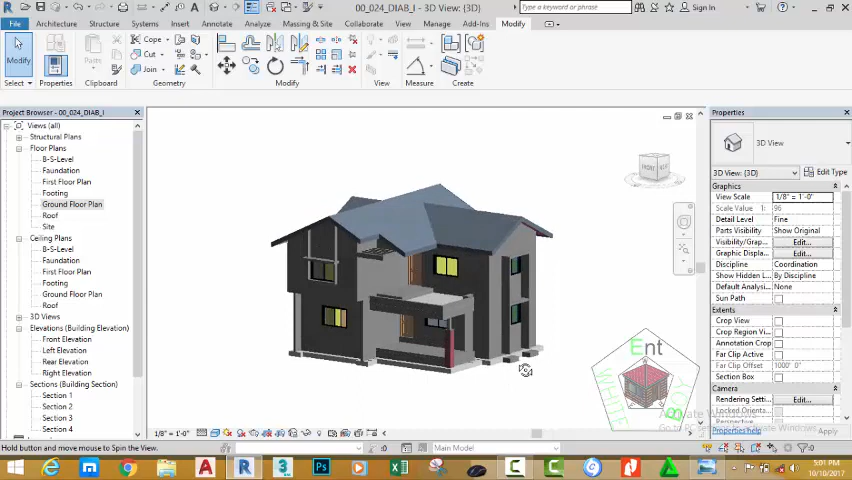 00_024_DIAB_I - 3D View: {3D}
Type a keyword or phrase
Sign In
File Architecture Structure Systems Insert Annotate Analyze Massing & Site Collaborate View Manage Add-Ins Modify
Modify
Paste
Cope
Cut
Join
Select Properties Clipboard Geometry Modify View Measure Create
Project Browser - 00_024_DIAB_I
Views (all)
Structural Plans
Floor Plans
B-S-Level
Foundation
First Floor Plan
Footing
Ground Floor Plan
Roof
Site
Ceiling Plans
B-S-Level
Foundation
First Floor Plan
Footing
Ground Floor Plan
Roof
3D Views
Elevations (Building Elevation)
Front Elevation
Left Elevation
Rear Elevation
Right Elevation
Sections (Building Section)
Section 1
Section 2
Section 3
Section 4
Properties
3D View
3D View: {3D} Edit Type
Graphics
View Scale 1/8" = 1'-0"
Scale Value 1: 96
Detail Level Fine
Parts Visibility Show Original
Visibility/Grap... Edit...
Graphic Displa... Edit...
Discipline Coordination
Show Hidden L... By Discipline
Default Analysi... None
Sun Path
Extents
Crop View
Crop Region Vi...
Annotation Crop
Far Clip Active
Far Clip Offset 1000' 0"
Section Box
Camera
Rendering Setti... Edit...
Locked Orienta...
Properties help Apply
Ent
WHITE
BOY
Activate Windows
1/8" = 1'-0"
Hold button and move mouse to Spin the View.
:0
Main Model
:0
5:01 PM
10/10/2017